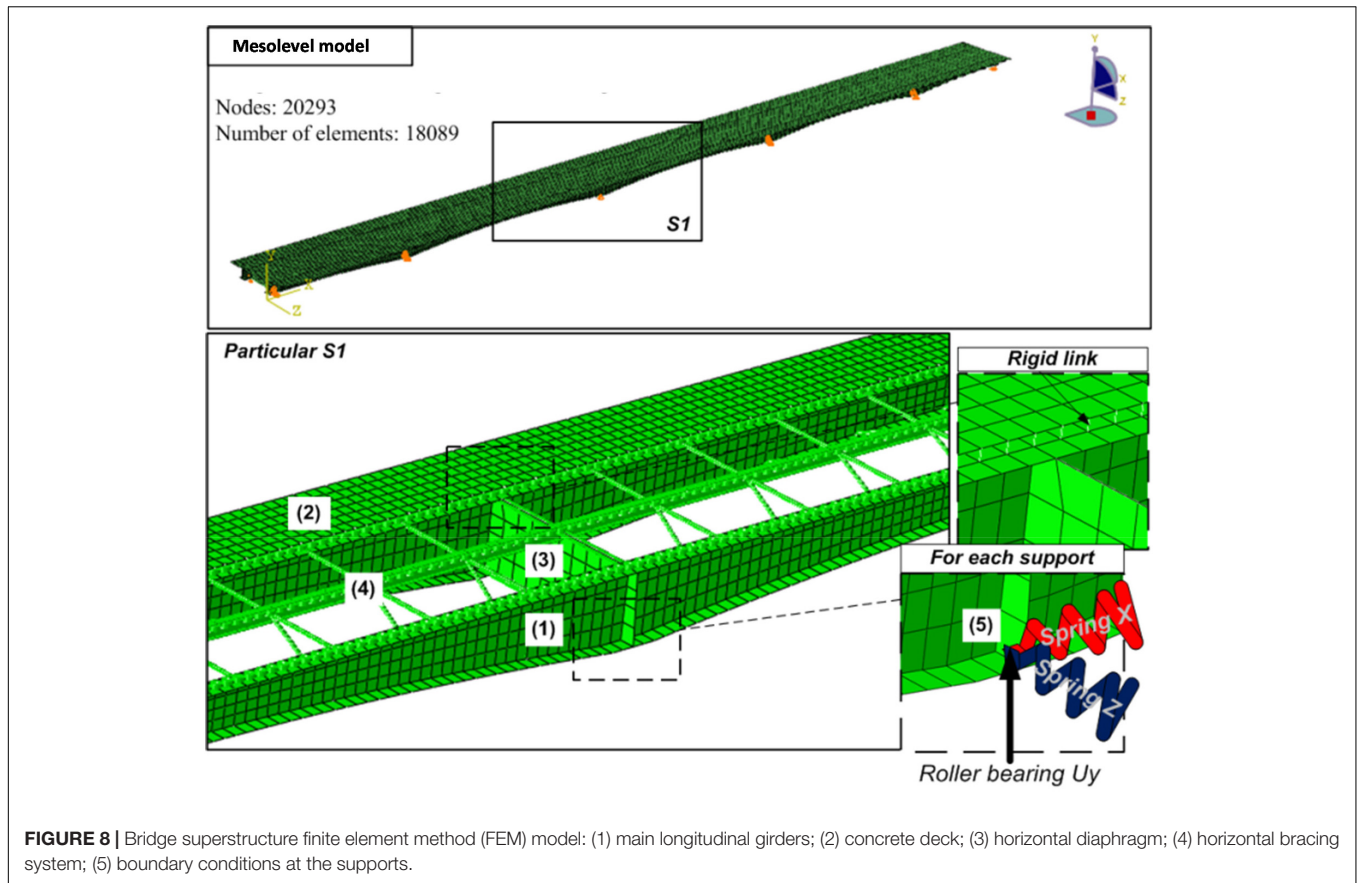 Mesolevel model
Nodes: 20293
Number of elements: 18089
Y
X
Z
S1
Y
X
Z
Particular S1
Rigid link
(2)
(3)
(4)
(1)
For each support
(5)
Spring X
Spring Z
Roller bearing Uy
FIGURE 8 | Bridge superstructure finite element method (FEM) model: (1) main longitudinal girders; (2) concrete deck; (3) horizontal diaphragm; (4) horizontal bracing
system; (5) boundary conditions at the supports.